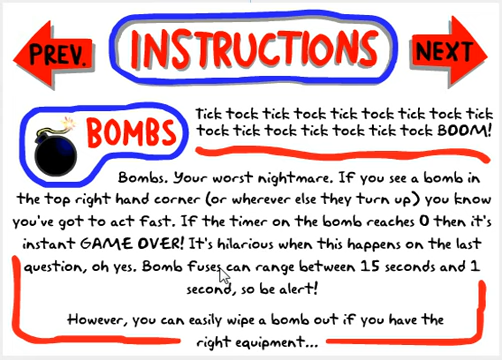 PREV.
INSTRUCTIONS
NEXT
BOMBS
Tick tock tick tock tick tock tick tock tick
tock tick tock tick tock tick tock BOOM!
Bombs. Your worst nightmare. If you see a bomb in
the top right hand corner (or wherever else they turn up) you know
you've got to act fast. If the timer on the bomb reaches 0 then it's
instant GAME OVER! It's hilarious when this happens on the last
question, oh yes. Bomb fuses can range between 15 seconds and 1
second, so be alert!
However, you can easily wipe a bomb out if you have the
right equipment...